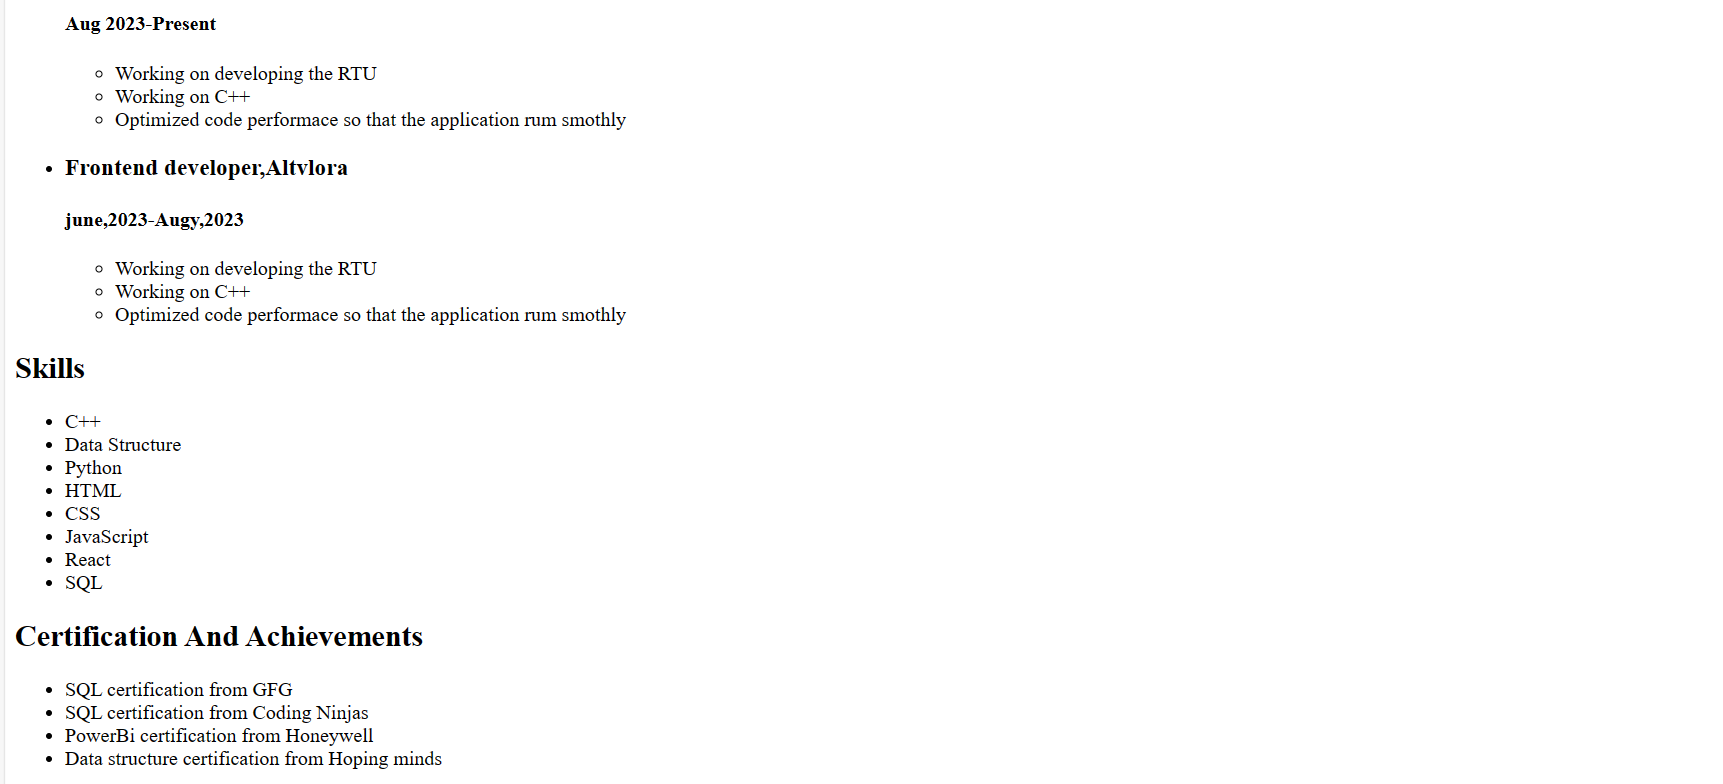 Aug 2023-Present
Working on developing the RTU
Working on C++
Optimized code performace so that the application rum smothly
Frontend developer,Altvlora
june,2023-Augy,2023
Working on developing the RTU
Working on C++
Optimized code performace so that the application rum smothly
Skills
C++
Data Structure
Python
HTML
CSS
JavaScript
React
SQL
Certification And Achievements
SQL certification from GFG
SQL certification from Coding Ninjas
PowerBi certification from Honeywell
Data structure certification from Hoping minds